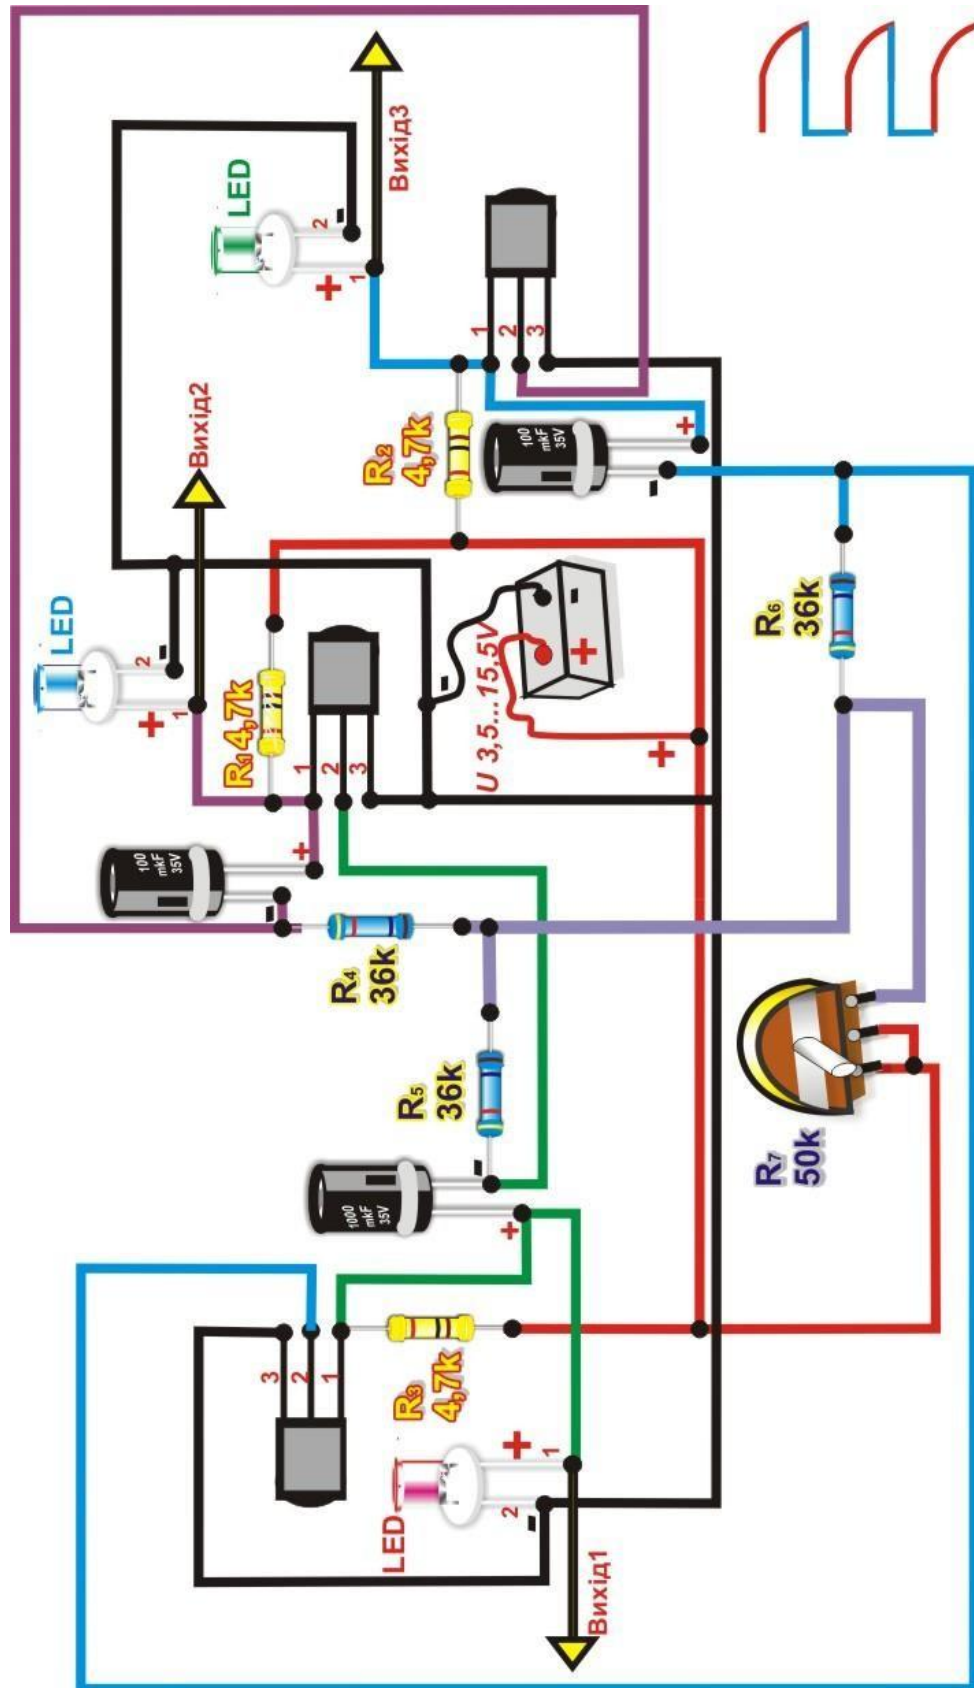 LED
+
-
1
2
Вихід3
1
2
3
Вихід2
R2
4,7k
100
mkF
35V
+
-
LED
+
-
1
2
R1 4,7k
1
2
3
U 3,5... 15,5V
-
-
+
+
R6
36k
100
mkF
35V
+
-
R4
36k
R5
36k
1000
mkF
35V
-
+
R7
50k
3
2
1
R3
4,7k
LED
+
1
2
-
Вихід1